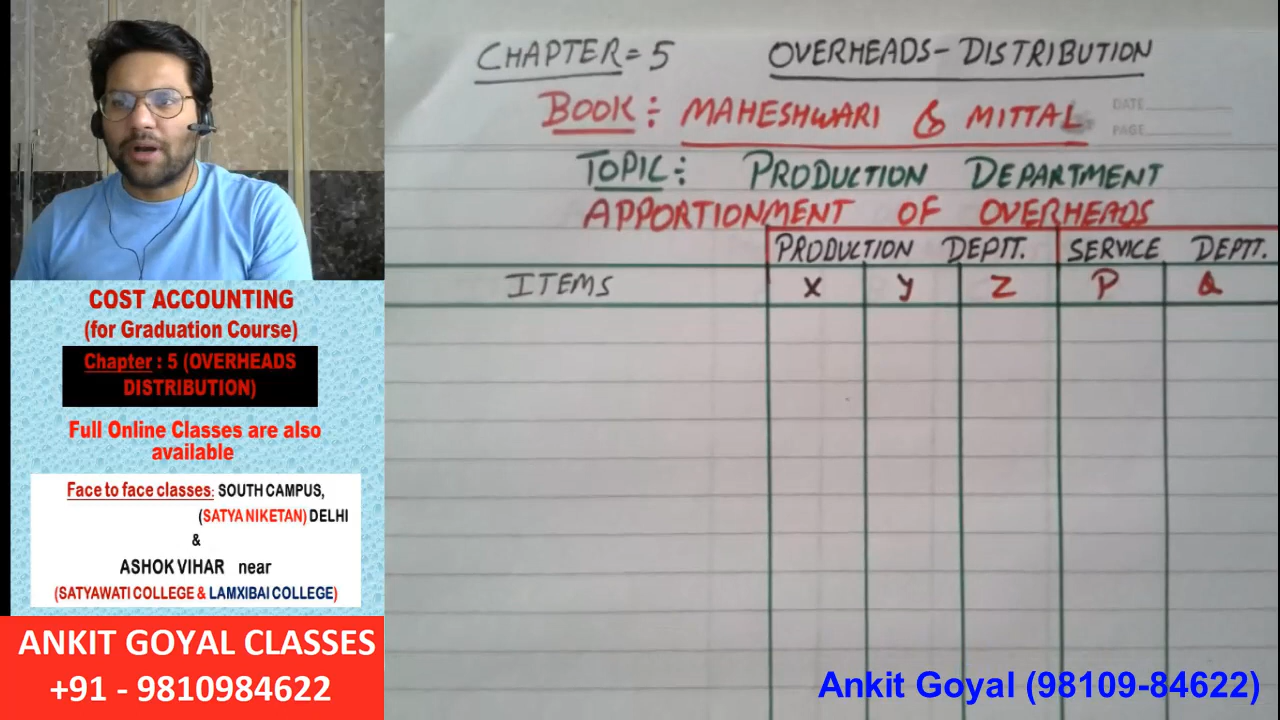 COST ACCOUNTING
(for Graduation Course)
Chapter : 5 (OVERHEADS
DISTRIBUTION)
Full Online Classes are also
available
Face to face classes: SOUTH CAMPUS,
(SATYA NIKETAN) DELHI
&
ASHOK VIHAR near
(SATYAWATI COLLEGE & LAMXIBAI COLLEGE)
ANKIT GOYAL CLASSES
+91 - 9810984622
CHAPTER = 5 OVERHEADS - DISTRIBUTION
BOOK : MAHESHWARI & MITTAL
DATE
PAGE
TOPIC : PRODUCTION DEPARTMENT
APPORTIONMENT OF OVERHEADS
PRODUCTION DEPTT. SERVICE DEPTT.
ITEMS X Y Z P Q
Ankit Goyal (98109-84622)